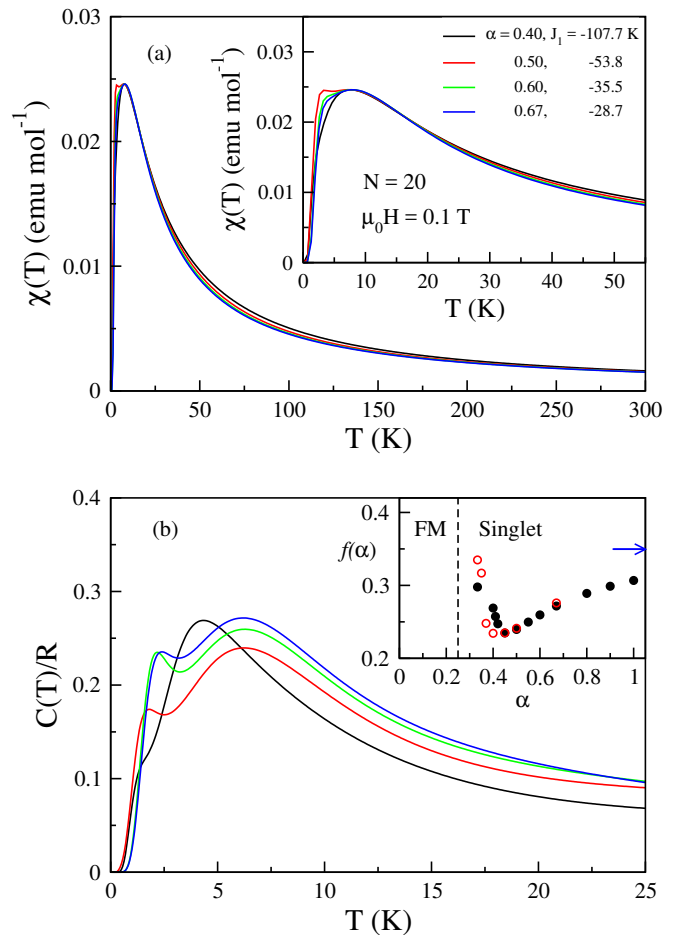 (a)
χ(T) (emu mol⁻¹)
0.03
0.02
0.01
0
0 50 100 150 200 250 300
T (K)
α = 0.40, J₁ = -107.7 K
0.50, -53.8
0.60, -35.5
0.67, -28.7
N = 20
μ₀H = 0.1 T
χ(T) (emu mol⁻¹)
0.03
0.02
0.01
0
0 10 20 30 40 50
T (K)
(b)
C(T)/R
0.4
0.3
0.2
0.1
0
0 5 10 15 20 25
T (K)
FM Singlet
f(α)
0.4
0.3
0.2
0 0.2 0.4 0.6 0.8 1
α